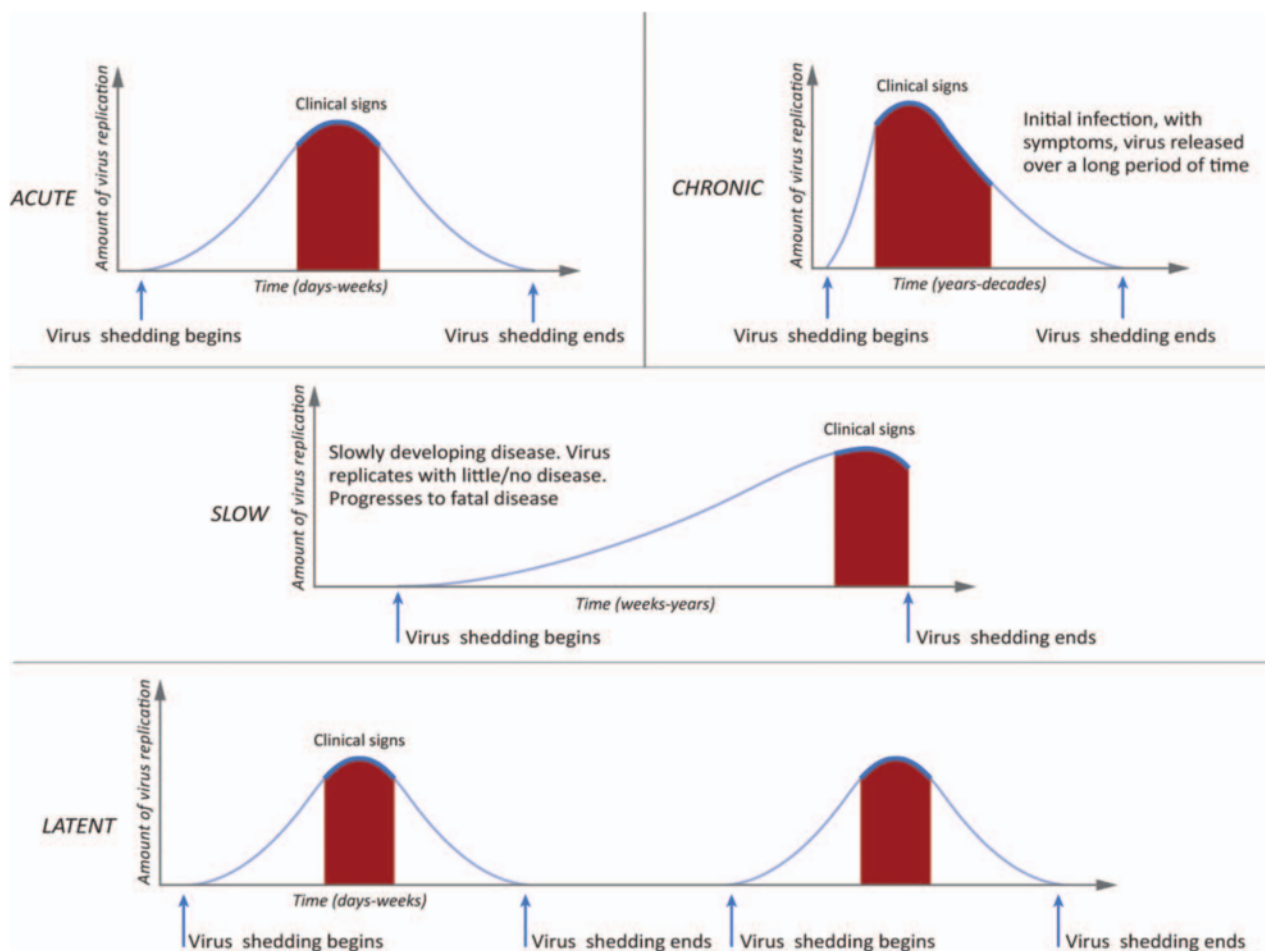 ACUTE
Amount of virus replication
Clinical signs
Time (days-weeks)
Virus shedding begins
Virus shedding ends
CHRONIC
Amount of virus replication
Clinical signs
Initial infection, with
symptoms, virus released
over a long period of time
Time (years-decades)
Virus shedding begins
Virus shedding ends
SLOW
Amount of virus replication
Slowly developing disease. Virus
replicates with little/no disease.
Progresses to fatal disease
Clinical signs
Time (weeks-years)
Virus shedding begins
Virus shedding ends
LATENT
Amount of virus replication
Clinical signs
Time (days-weeks)
Virus shedding begins
Virus shedding ends
Virus shedding begins
Virus shedding ends